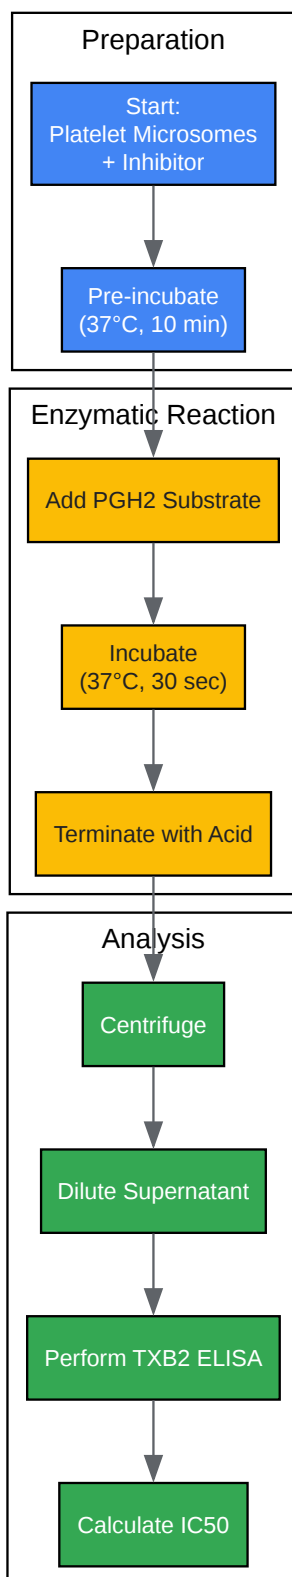 Preparation
Start:
Platelet Microsomes
+ Inhibitor
Pre-incubate
(37°C, 10 min)
Enzymatic Reaction
Add PGH2 Substrate
Incubate
(37°C, 30 sec)
Terminate with Acid
Analysis
Centrifuge
Dilute Supernatant
Perform TXB2 ELISA
Calculate IC50